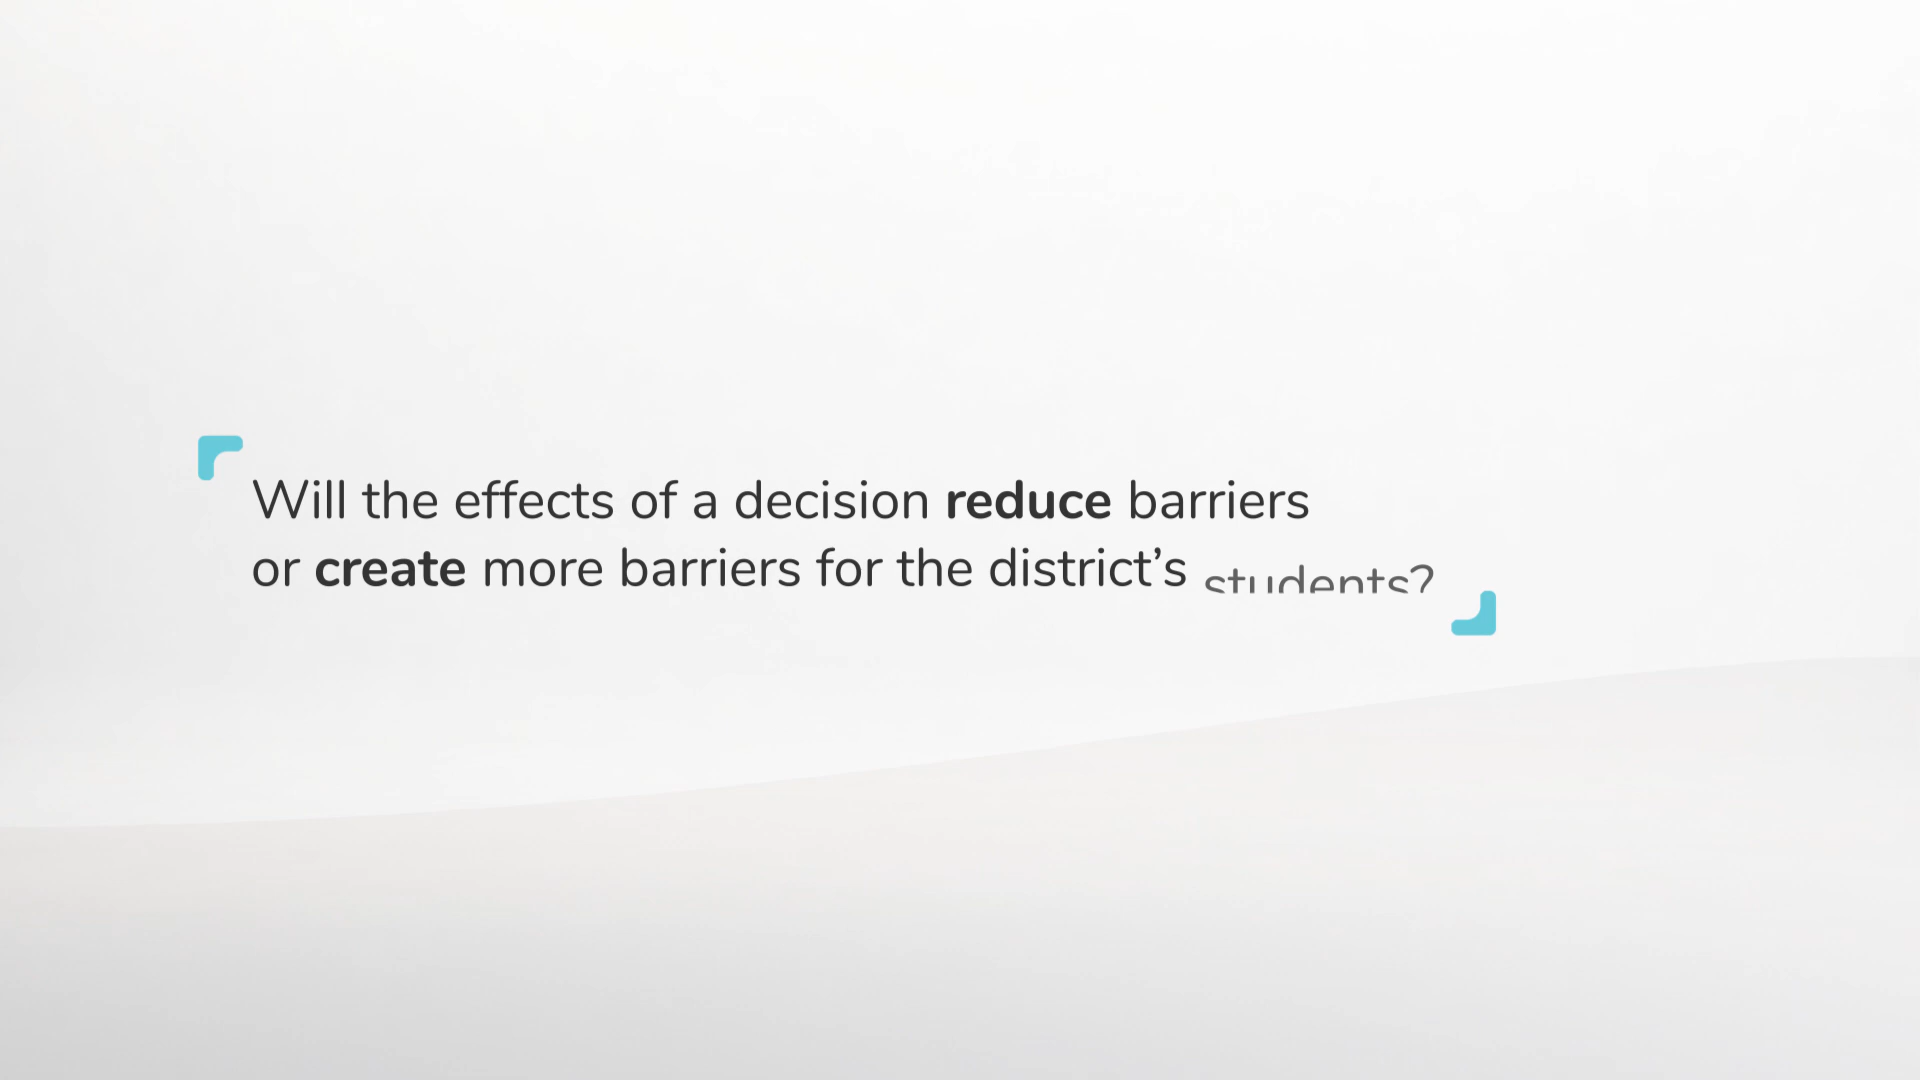 Will the effects of a decision reduce barriers
or create more barriers for the district’s students?